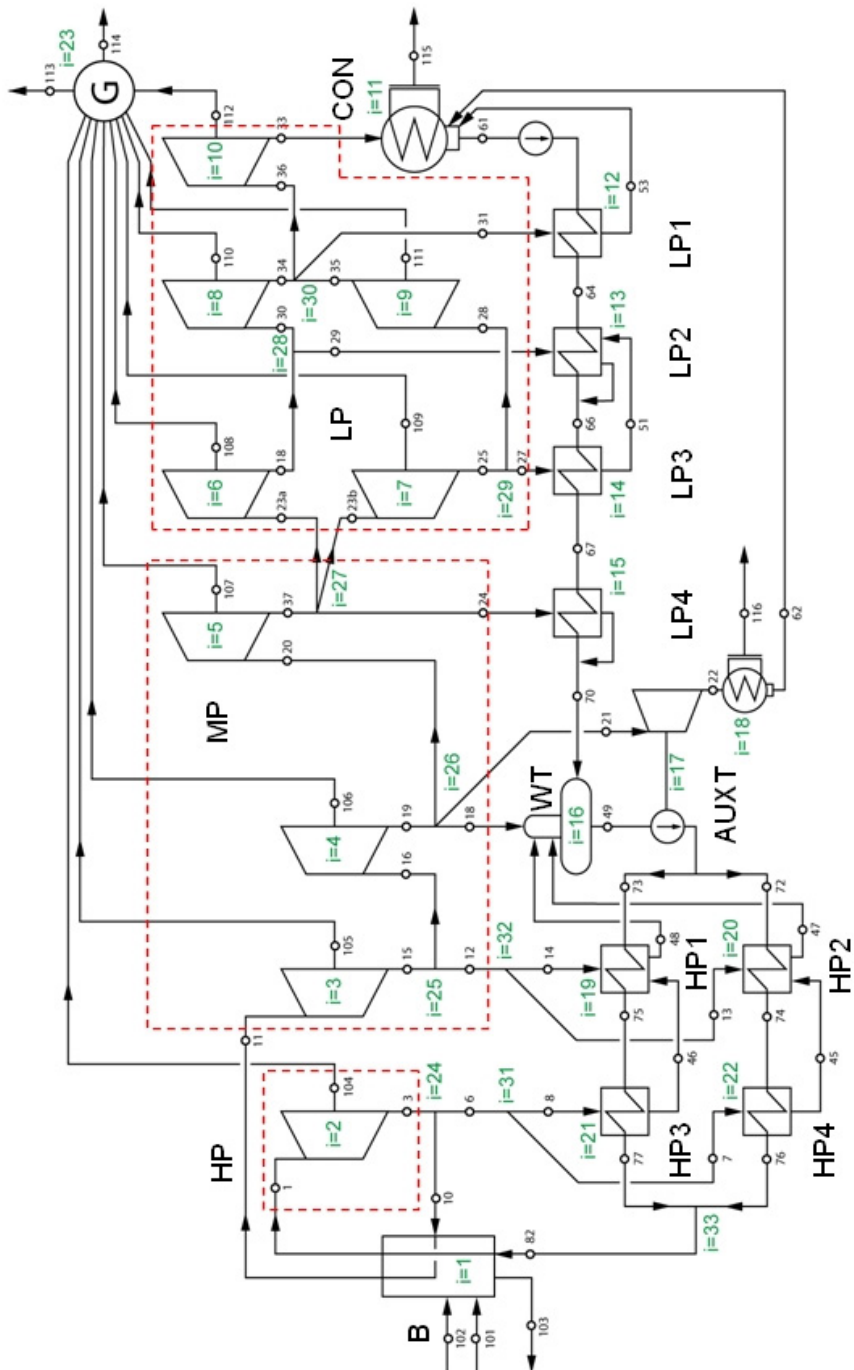 113
i=23
114
G
112
i=10
33
36
CON
i=11
115
61
i=12
53
LP1
31
110
i=8
34
35
i=30
111
i=9
30
28
i=28
29
64
i=13
LP2
66
51
LP
109
108
i=6
18
23a
i=7
25
27
23b
i=29
LP3
i=14
67
i=27
107
i=5
37
20
24
i=15
LP4
70
116
62
22
i=18
MP
i=26
21
i=17
106
i=4
19
18
16
WT
i=16
49
AUXT
105
i=3
15
12
i=25
i=32
14
13
73
72
48
47
i=19
HP1
i=20
HP2
75
74
46
45
11
HP
104
i=2
3
i=24
6
i=31
8
7
i=21
HP3
i=22
HP4
77
76
1
10
82
i=33
i=1
B
102
101
103